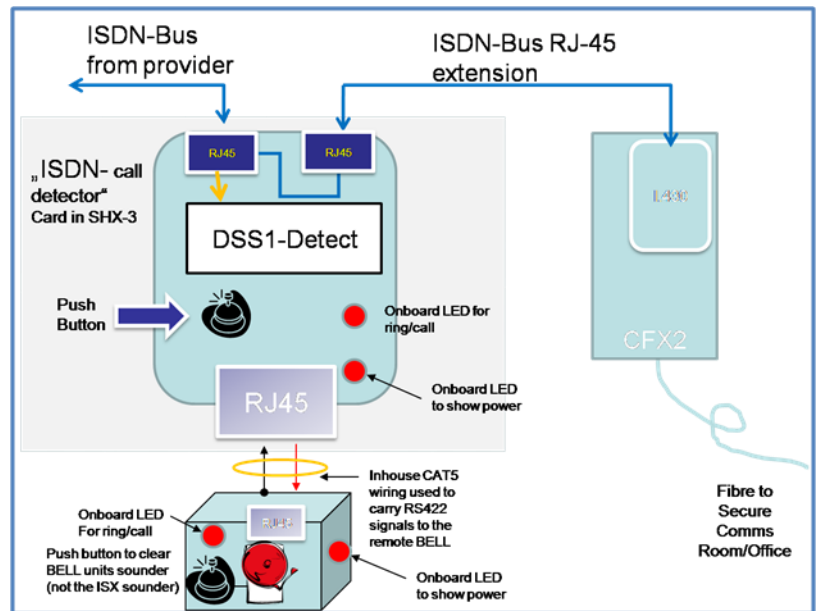 ISDN-Bus
from provider
ISDN-Bus RJ-45
extension
„ISDN- call
detector“
Card in SHX-3
RJ45
RJ45
DSS1-Detect
Push
Button
Onboard LED for
ring/call
Onboard LED
to show power
RJ45
CFX2
Inhouse CAT5
wiring used to
carry RS422
signals to the
remote BELL
Onboard LED
For ring/call
RJ45
Push button to clear
BELL units sounder
(not the ISX sounder)
Onboard LED
to show power
Fibre to
Secure
Comms
Room/Office